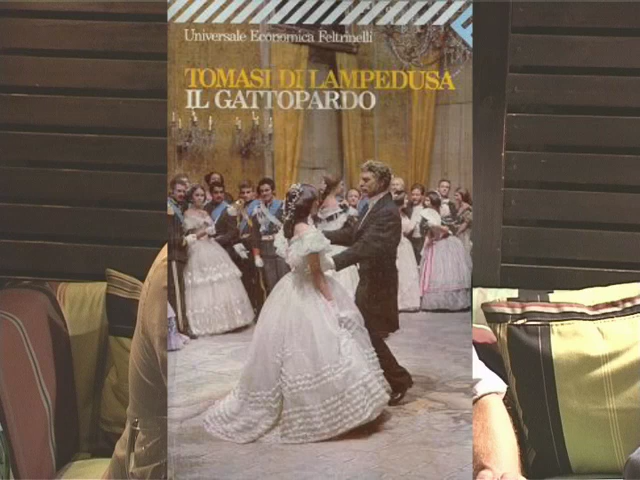 Universale Economica Feltrinelli
TOMASI DI LAMPEDUSA
IL GATTOPARDO